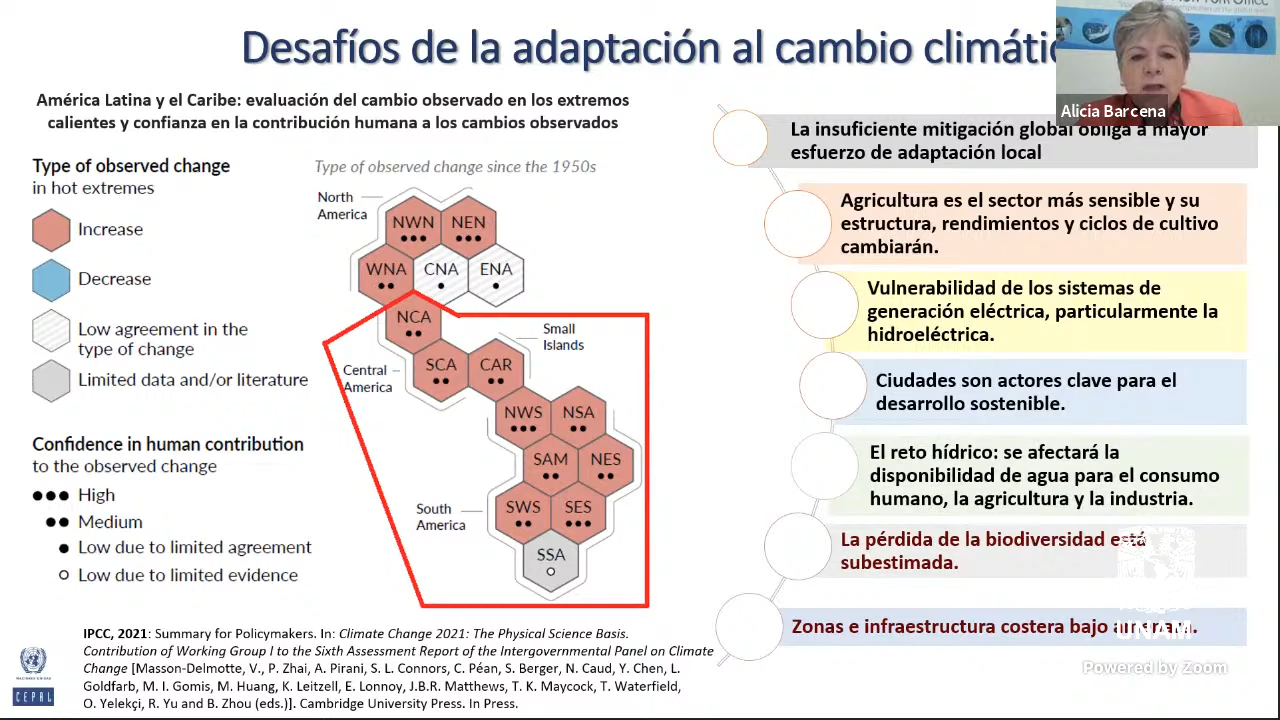 Desafíos de la adaptación al cambio
Alicia Barcena
América Latina y el Caribe: evaluación del cambio observado en los extremos
calientes y confianza en la contribución humana a los cambios observados
Type of observed change
in hot extremes
Increase
Decrease
Low agreement in the
type of change
Limited data and/or literature
Confidence in human contribution
to the observed change
High
Medium
Low due to limited agreement
Low due to limited evidence
Type of observed change since the 1950s
North
America
NWN
NEN
WNA
CNA
ENA
NCA
Small
Islands
Central
America
SCA
CAR
NWS
NSA
SAM
NES
South
America
SWS
SES
SSA
La insuficiente mitigación global obliga a mayor
esfuerzo de adaptación local
Agricultura es el sector más sensible y su
estructura, rendimientos y ciclos de cultivo
cambiarán.
Vulnerabilidad de los sistemas de
generación eléctrica, particularmente la
hidroeléctrica.
Ciudades son actores clave para el
desarrollo sostenible.
El reto hídrico: se afectará la
disponibilidad de agua para el consumo
humano, la agricultura y la industria.
La pérdida de la biodiversidad está
subestimada.
Zonas e infraestructura costera bajo
UNAM
Powered by Zoom
IPCC, 2021: Summary for Policymakers. In: Climate Change 2021: The Physical Science Basis.
Contribution of Working Group I to the Sixth Assessment Report of the Intergovernmental Panel on Climate
Change [Masson-Delmotte, V., P. Zhai, A. Pirani, S. L. Connors, C. Péan, S. Berger, N. Caud, Y. Chen, L.
Goldfarb, M. I. Gomis, M. Huang, K. Leitzell, E. Lonnoy, J.B.R. Matthews, T. K. Maycock, T. Waterfield,
O. Yelekçi, R. Yu and B. Zhou (eds.)]. Cambridge University Press. In Press.
NACIONES UNIDAS
CEPAL